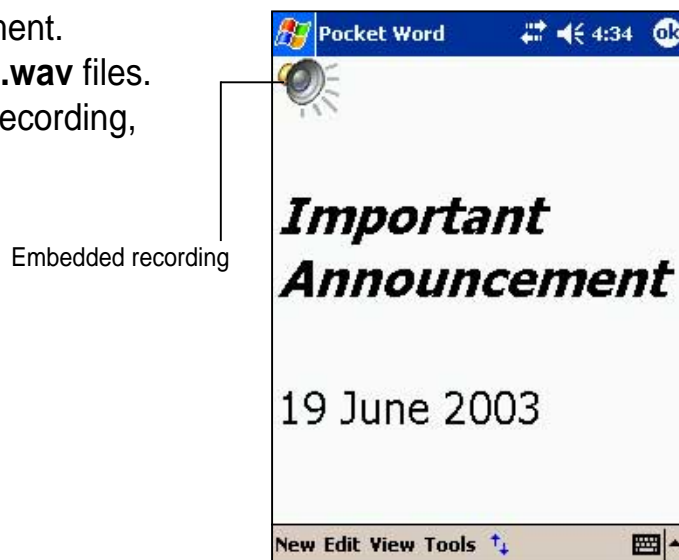 nent.
.wav files.
ecording,
Embedded recording
Pocket Word 4:34 ok
Important
Announcement
19 June 2003
New Edit View Tools